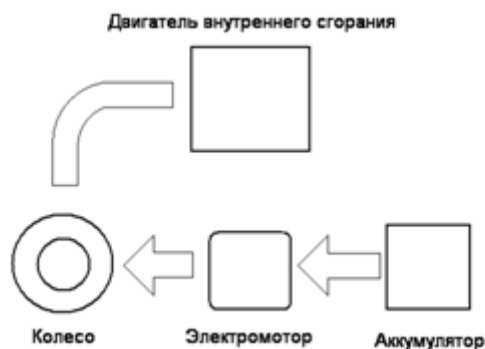 Двигатель внутреннего сгорания
Колесо
Электромотор
Аккумулятор